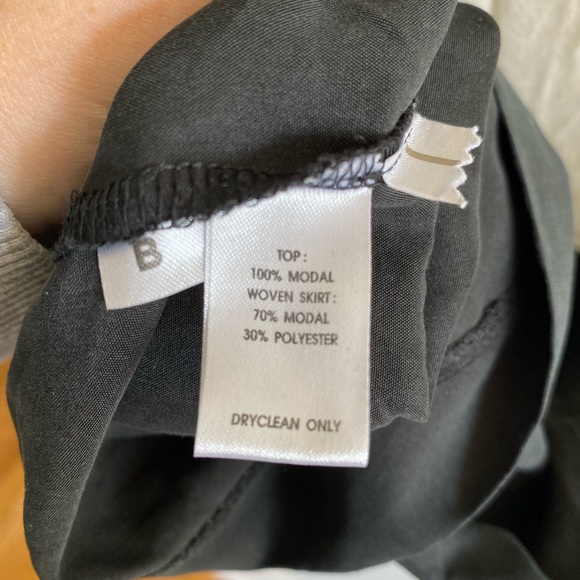 B
TOP:
100% MODAL
WOVEN SKIRT:
70% MODAL
30% POLYESTER
DRYCLEAN ONLY